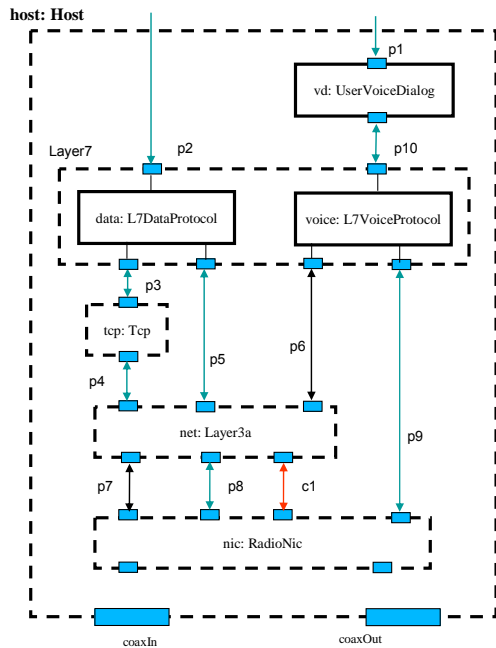 host: Host
p1
vd: UserVoiceDialog
p2
p10
Layer7
data: L7DataProtocol
voice: L7VoiceProtocol
p3
tcp: Tcp
p5
p6
p4
p9
net: Layer3a
p7
p8
c1
nic: RadioNic
coaxIn
coaxOut